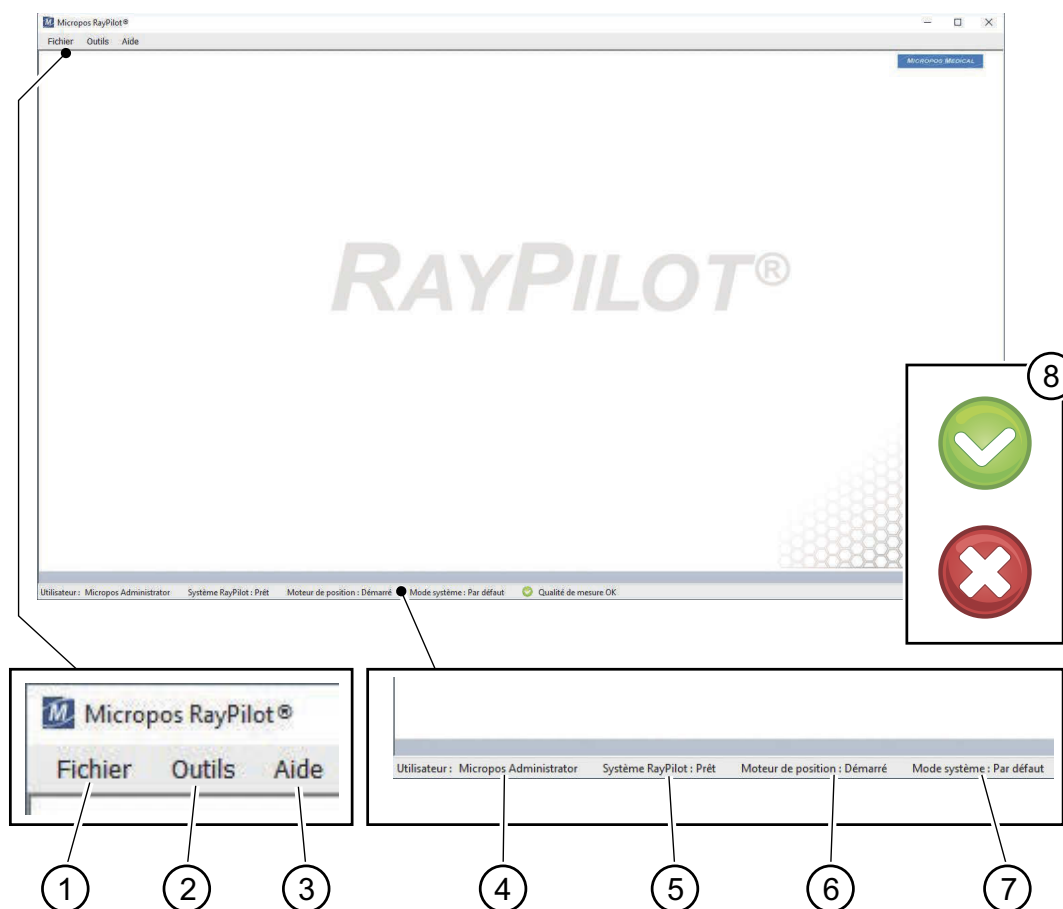 Micropos RayPilot®
Fichier Outils Aide
MICROPOS MEDICAL
RAYPILOT®
8
Utilisateur : Micropos Administrator Système RayPilot : Prêt Moteur de position : Démarré Mode système : Par défaut Qualité de mesure OK
Micropos RayPilot®
Fichier Outils Aide
Utilisateur : Micropos Administrator Système RayPilot : Prêt Moteur de position : Démarré Mode système : Par défaut
1 2 3 4 5 6 7